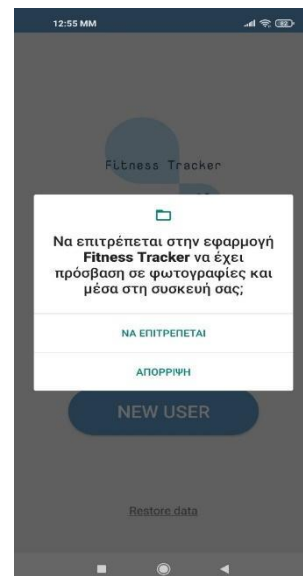 12:55 MM
82
Fitness Tracker
Να επιτρέπεται στην εφαρμογή
Fitness Tracker να έχει
πρόσβαση σε φωτογραφίες και
μέσα στη συσκευή σας;
ΝΑ ΕΠΙΤΡΕΠΕΤΑΙ
ΑΠΟΡΡΙΨΗ
NEW USER
Restore data